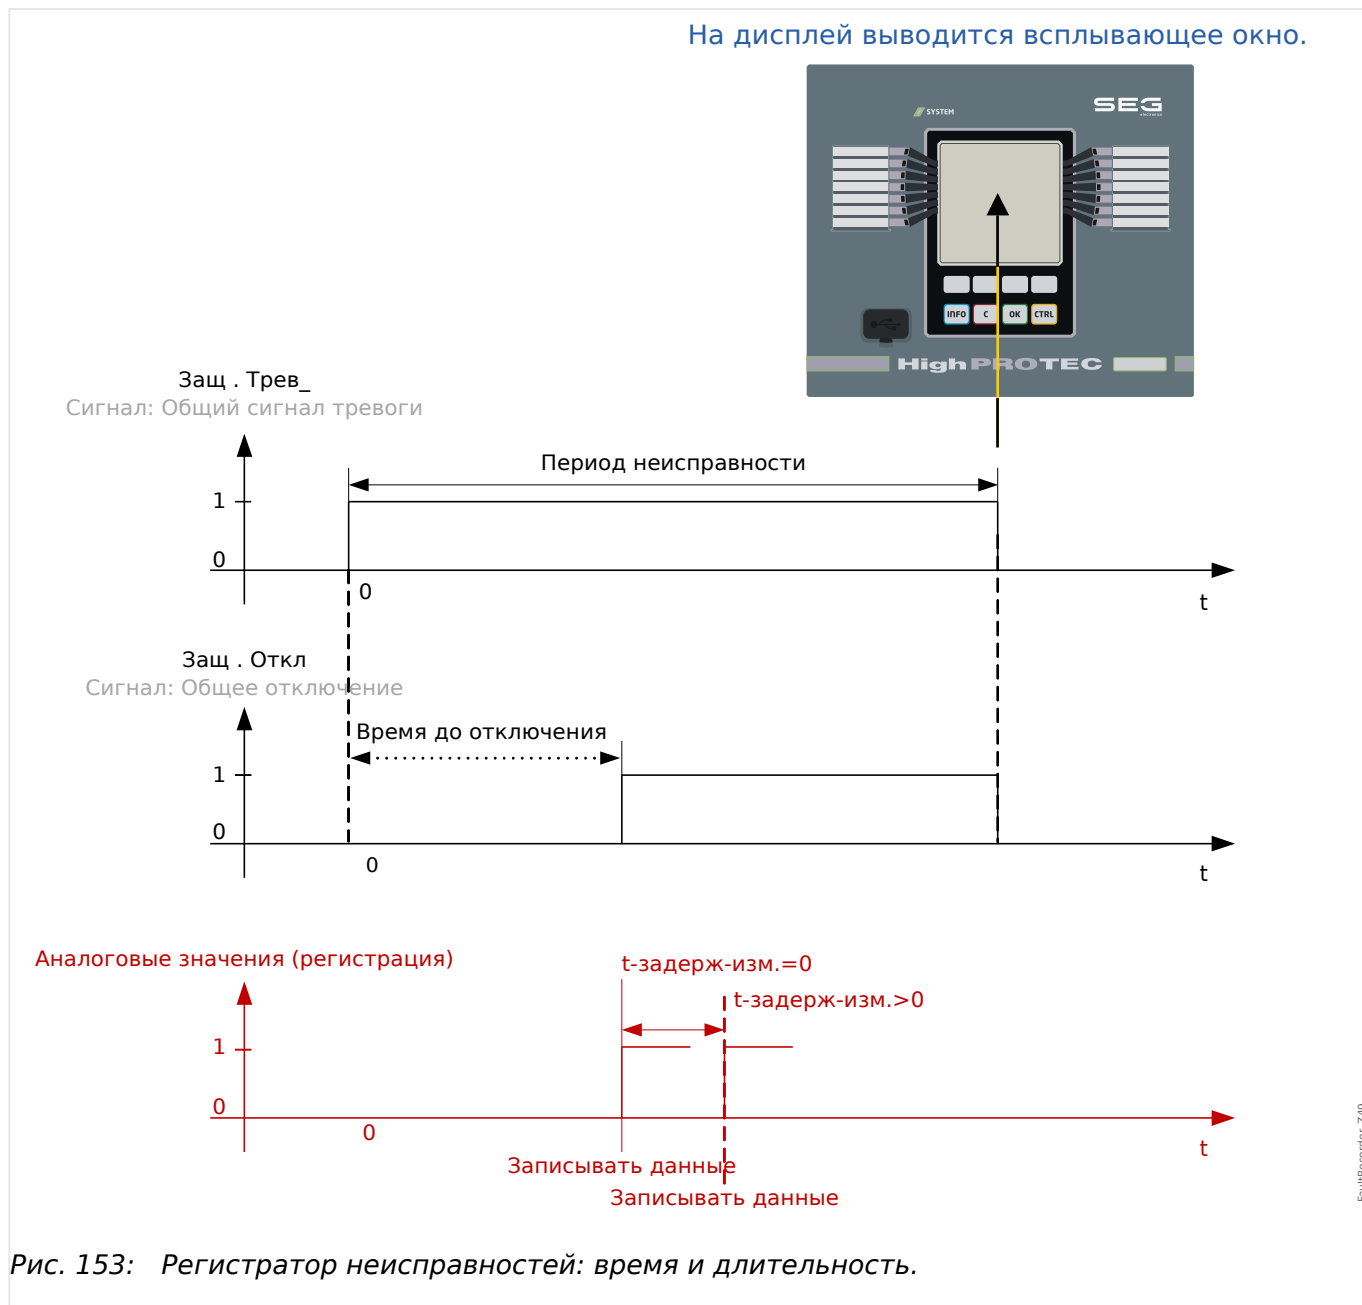 На дисплей выводится всплывающее окно.
SYSTEM
SEG
INFO
C
OK
CTRL
HighPROTEC
Защ . Трев_
Сигнал: Общий сигнал тревоги
Период неисправности
1
0
0
t
Защ . Откл
Сигнал: Общее отключение
Время до отключения
1
0
0
t
Аналоговые значения (регистрация)
t-задерж-изм.=0
t-задерж-изм.>0
1
0
0
t
Записывать данные
Записывать данные
Рис. 153: Регистратор неисправностей: время и длительность.